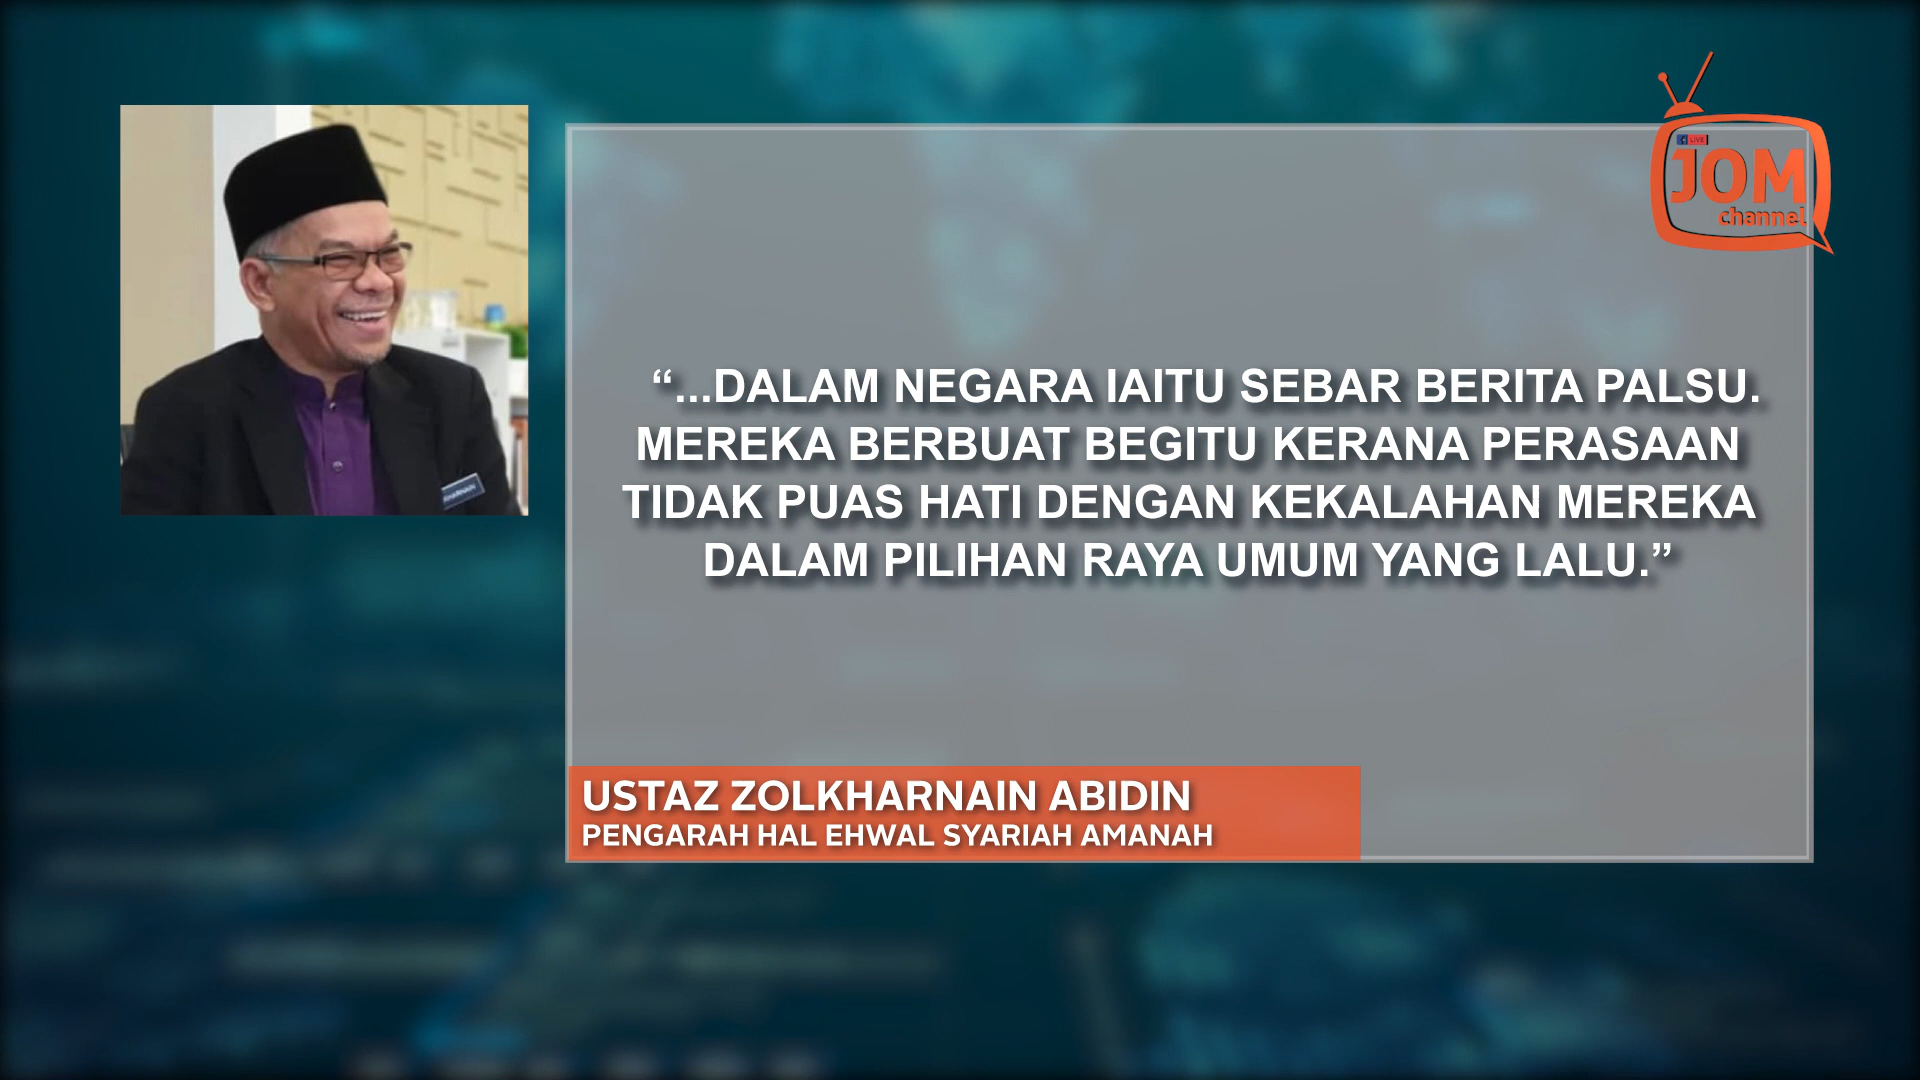 LIVE
JOM
channel
“...DALAM NEGARA IAITU SEBAR BERITA PALSU.
MEREKA BERBUAT BEGITU KERANA PERASAAN
TIDAK PUAS HATI DENGAN KEKALAHAN MEREKA
DALAM PILIHAN RAYA UMUM YANG LALU.”
USTAZ ZOLKHARNAIN ABIDIN
PENGARAH HAL EHWAL SYARIAH AMANAH